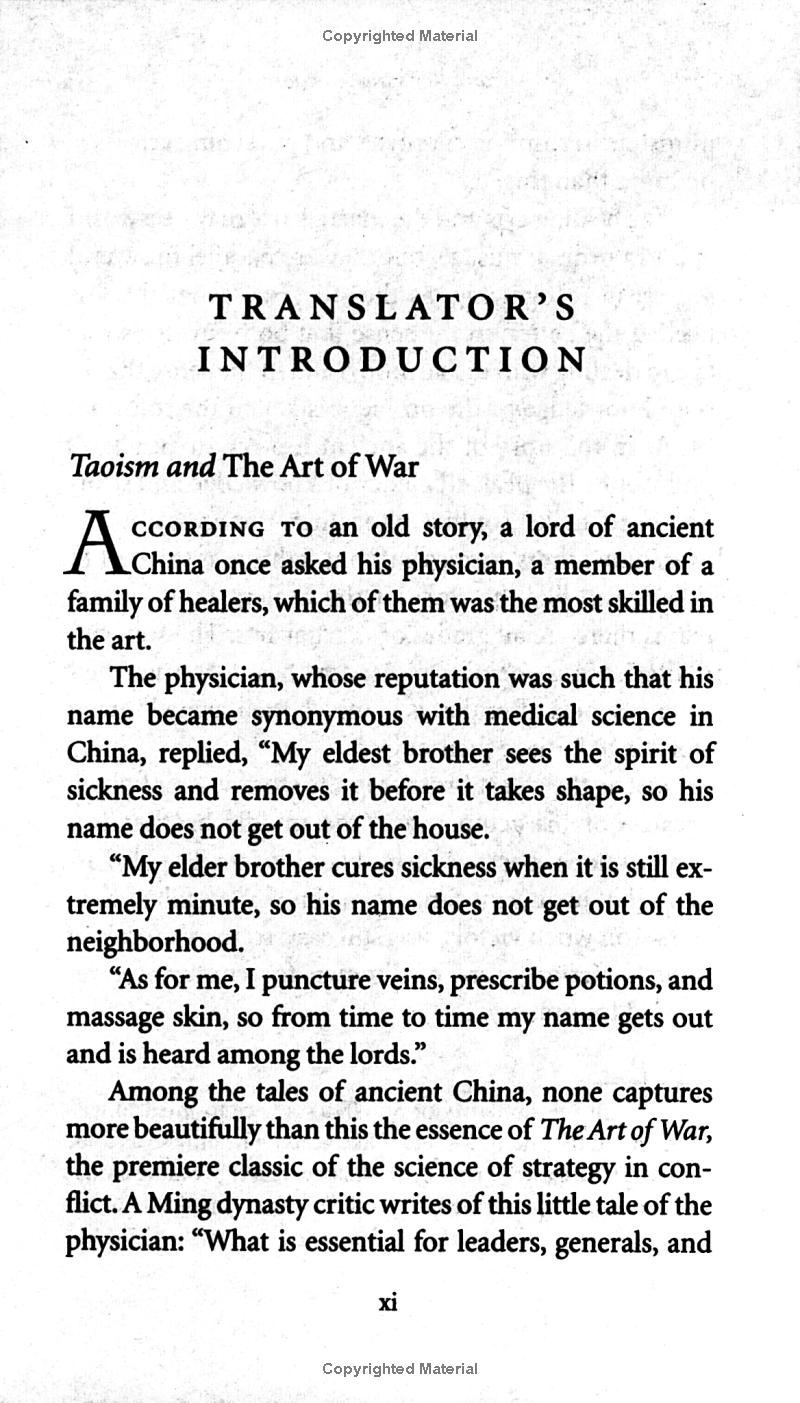 Copyrighted Material
TRANSLATOR’S
INTRODUCTION
Taoism and The Art of War
ACCORDING TO an old story, a lord of ancient
China once asked his physician, a member of a
family of healers, which of them was the most skilled in
the art.
The physician, whose reputation was such that his
name became synonymous with medical science in
China, replied, “My eldest brother sees the spirit of
sickness and removes it before it takes shape, so his
name does not get out of the house.
“My elder brother cures sickness when it is still ex-
tremely minute, so his name does not get out of the
neighborhood.
“As for me, I puncture veins, prescribe potions, and
massage skin, so from time to time my name gets out
and is heard among the lords.”
Among the tales of ancient China, none captures
more beautifully than this the essence of The Art of War,
the premiere classic of the science of strategy in con-
flict. A Ming dynasty critic writes of this little tale of the
physician: “What is essential for leaders, generals, and
xi
Copyrighted Material